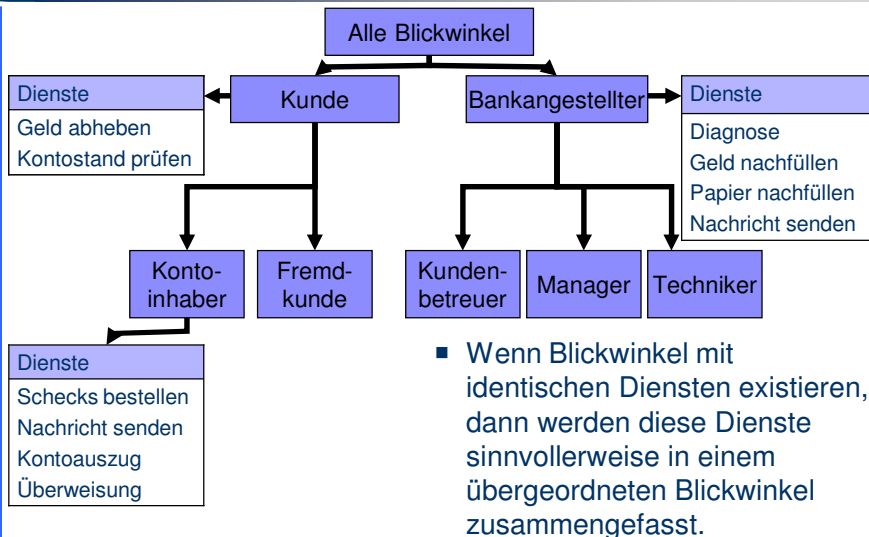 Alle Blickwinkel
Dienste
Geld abheben
Kontostand prüfen
Kunde
Bankangestellter
Dienste
Diagnose
Geld nachfüllen
Papier nachfüllen
Nachricht senden
Konto-
inhaber
Fremd-
kunde
Kunden-
betreuer
Manager
Techniker
Dienste
Schecks bestellen
Nachricht senden
Kontoauszug
Überweisung
Wenn Blickwinkel mit
identischen Diensten existieren,
dann werden diese Dienste
sinnvollerweise in einem
übergeordneten Blickwinkel
zusammengefasst.